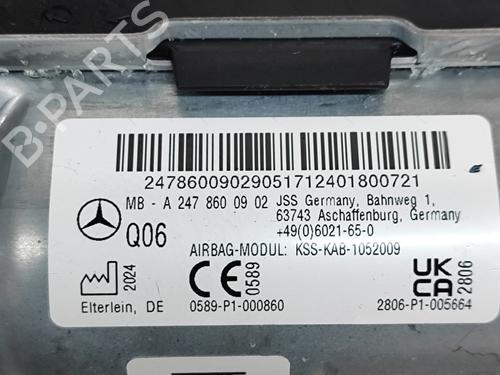 B-PARTS
24786009029051712401800721
MB - A 247 860 09 02 JSS Germany, Bahnweg 1,
63743 Aschaffenburg, Germany
+49(0)6021-65-0
Q06
AIRBAG-MODUL: KSS-KAB-1052009
2024
CE 0589
UK CA 2806
Elterlein, DE
0589-P1-000860
2806-P1-005664